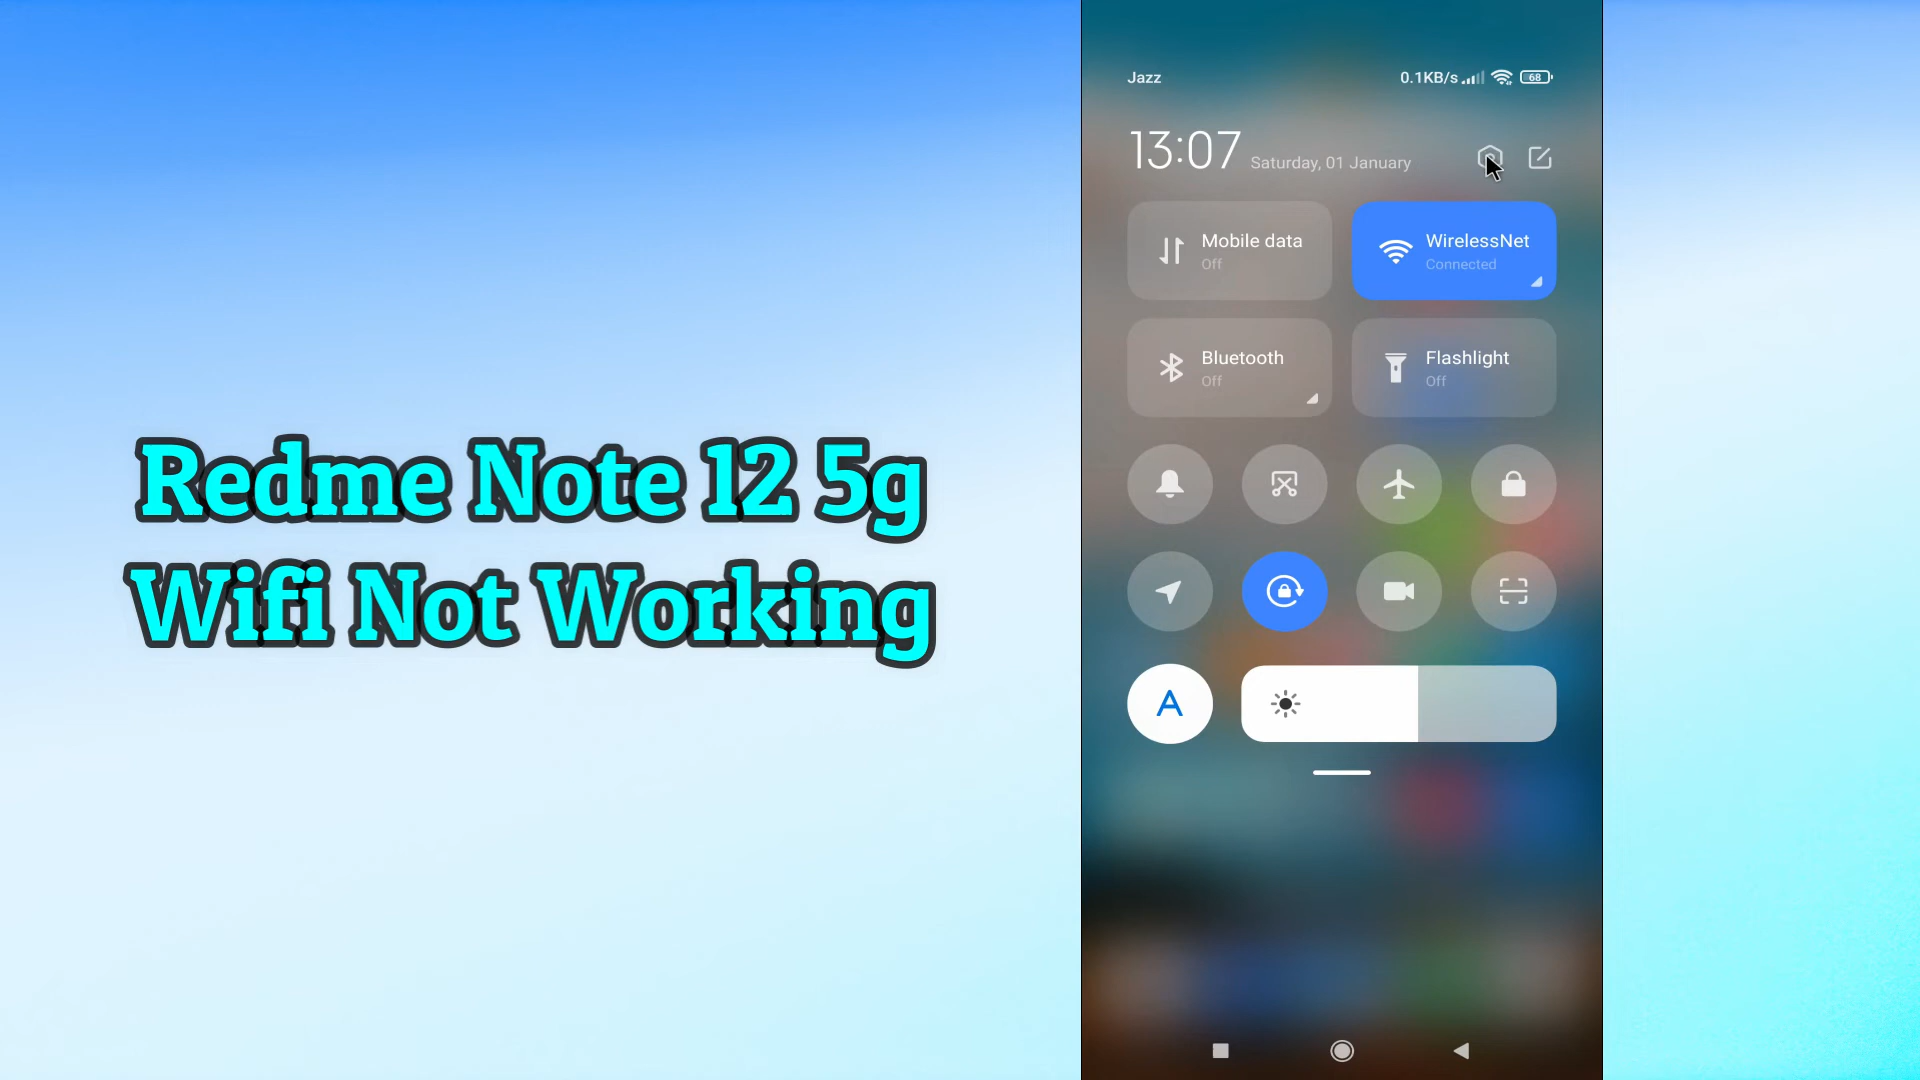 Redme Note 12 5g
Wifi Not Working
Jazz
0.1KB/s
68
13:07 Saturday, 01 January
Mobile data
Off
WirelessNet
Connected
Bluetooth
Off
Flashlight
Off
A